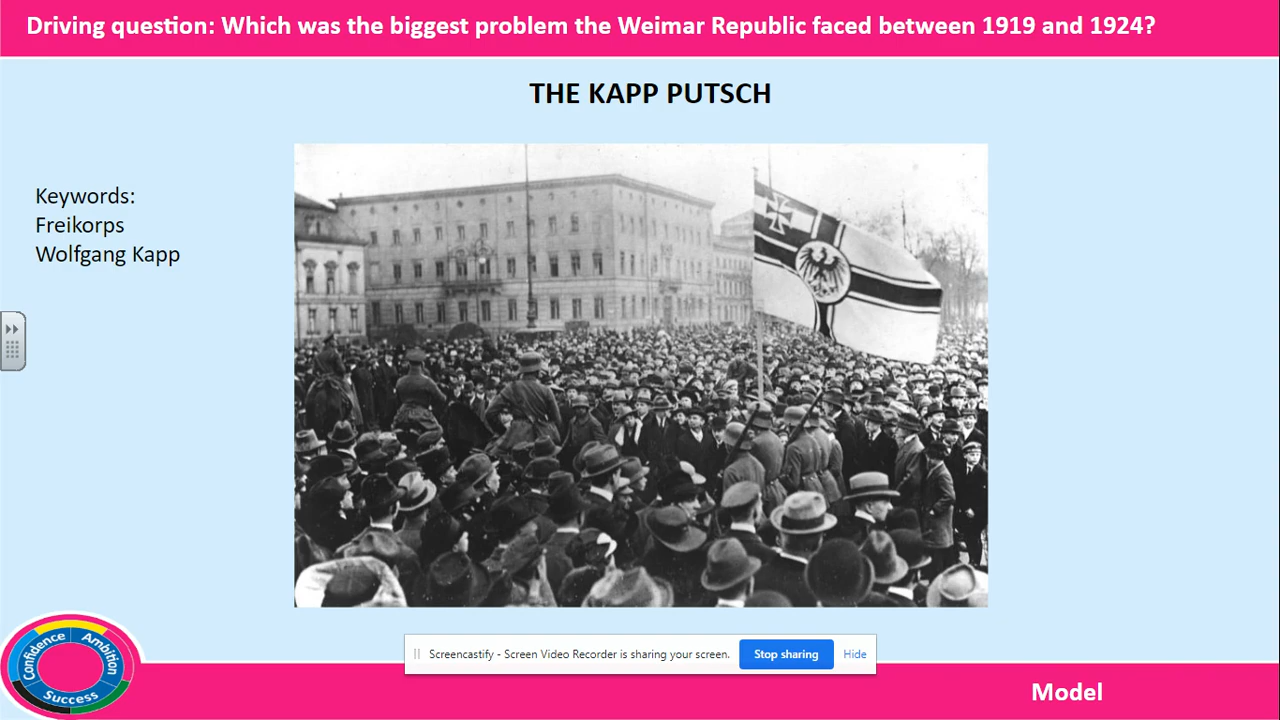 Driving question: Which was the biggest problem the Weimar Republic faced between 1919 and 1924?
THE KAPP PUTSCH
Keywords:
Freikorps
Wolfgang Kapp
Confidence
Ambition
Success
Screencastify - Screen Video Recorder is sharing your screen.
Stop sharing
Hide
Model